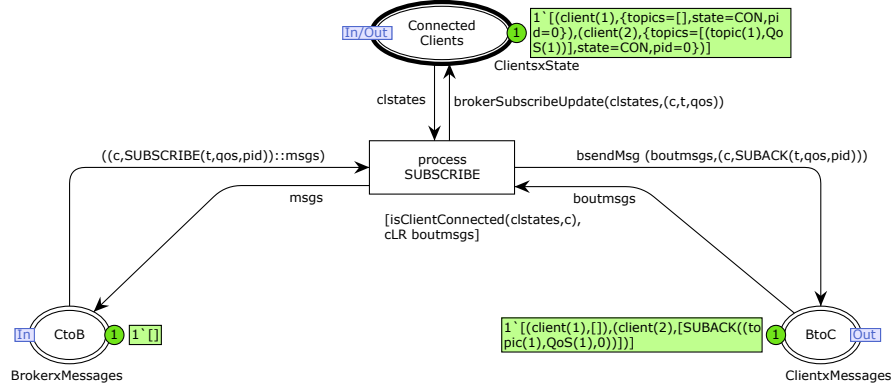 Connected
Clients
In/Out
1
1`[(client(1),{topics=[],state=CON,pi
d=0}),(client(2),{topics=[(topic(1),Qo
S(1))],state=CON,pid=0})]
ClientsxState
clstates
brokerSubscribeUpdate(clstates,(c,t,qos))
((c,SUBSCRIBE(t,qos,pid))::msgs)
process
SUBSCRIBE
bsendMsg (boutmsgs,(c,SUBACK(t,qos,pid)))
msgs
boutmsgs
[isClientConnected(clstates,c),
cLR boutmsgs]
In
CtoB
1
1`[]
BrokerxMessages
1`[(client(1),[]),(client(2),[SUBACK((to
pic(1),QoS(1),0))])]
1
BtoC
Out
ClientxMessages